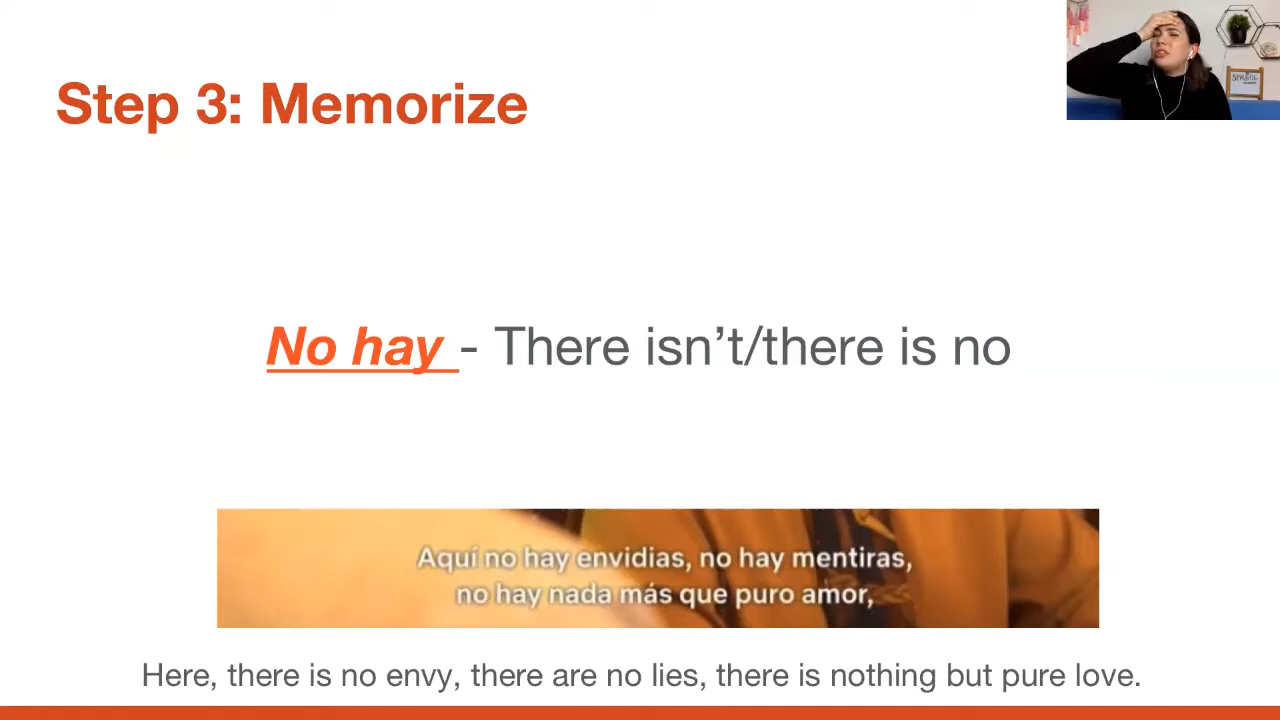 Step 3: Memorize
SPRING
No hay - There isn’t/there is no
Aquí no hay envidias, no hay mentiras,
no hay nada más que puro amor,
Here, there is no envy, there are no lies, there is nothing but pure love.